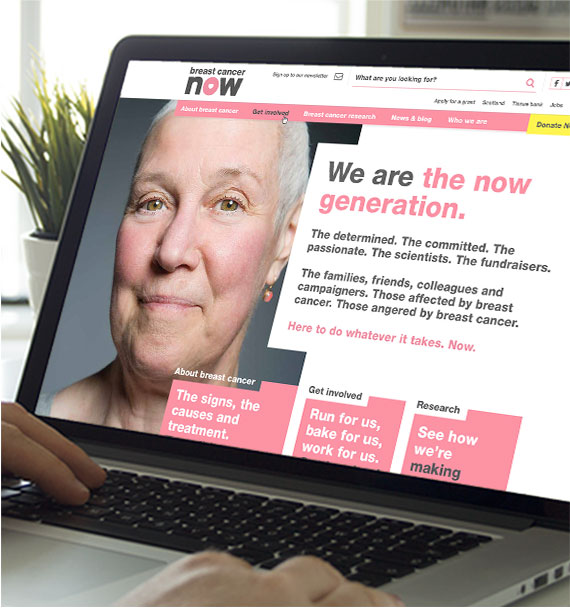 breast cancer
now
Sign up to our newsletter
What are you looking for?
Apply for a grant Scotland Tissue bank Jobs
About breast cancer Get involved Breast cancer research News & blog Who we are
Donate N
We are the now
generation.
The determined. The committed. The
passionate. The scientists. The fundraisers.
The families, friends, colleagues and
campaigners. Those affected by breast
cancer. Those angered by breast cancer.
Here to do whatever it takes. Now.
About breast cancer
The signs, the
causes and
treatment.
Get involved
Run for us,
bake for us,
work for us.
Research
See how
we're
making